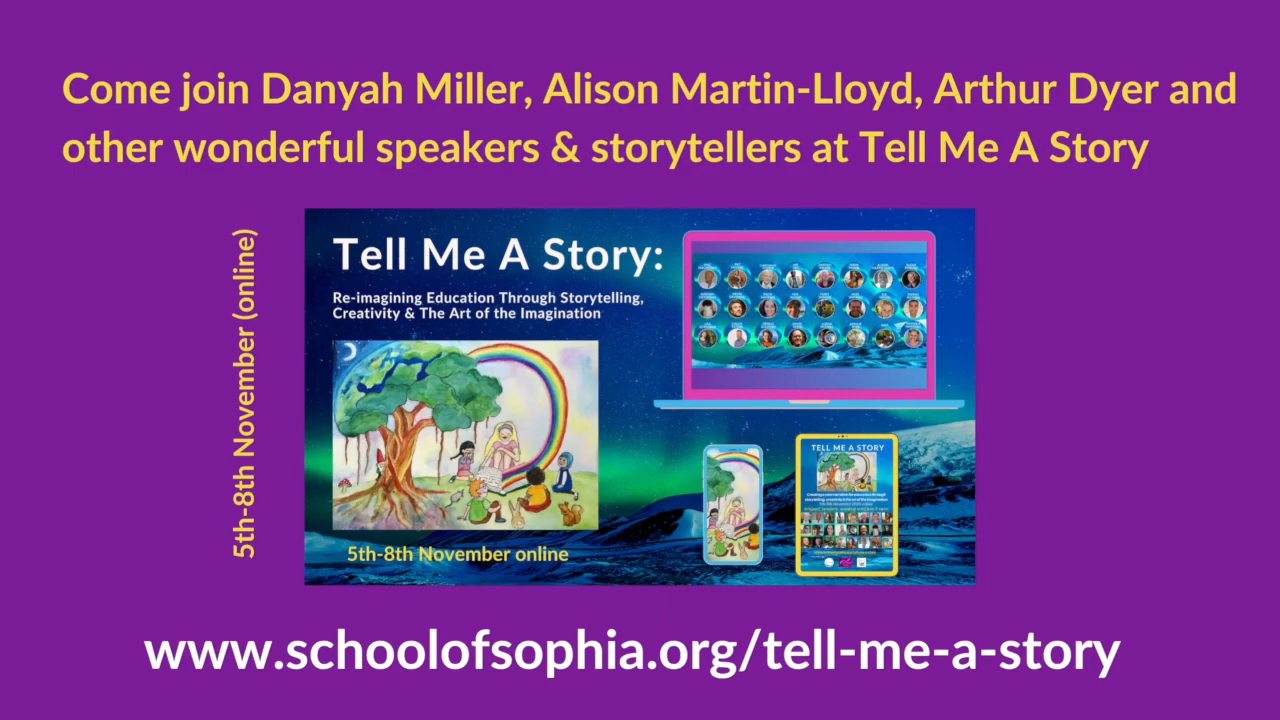 Come join Danyah Miller, Alison Martin-Lloyd, Arthur Dyer and
other wonderful speakers & storytellers at Tell Me A Story
5th-8th November (online)
Tell Me A Story:
Re-imagining Education Through Storytelling,
Creativity & The Art of the Imagination
5th-8th November online
TELL ME A STORY
www.schoolofsophia.org/tell-me-a-story